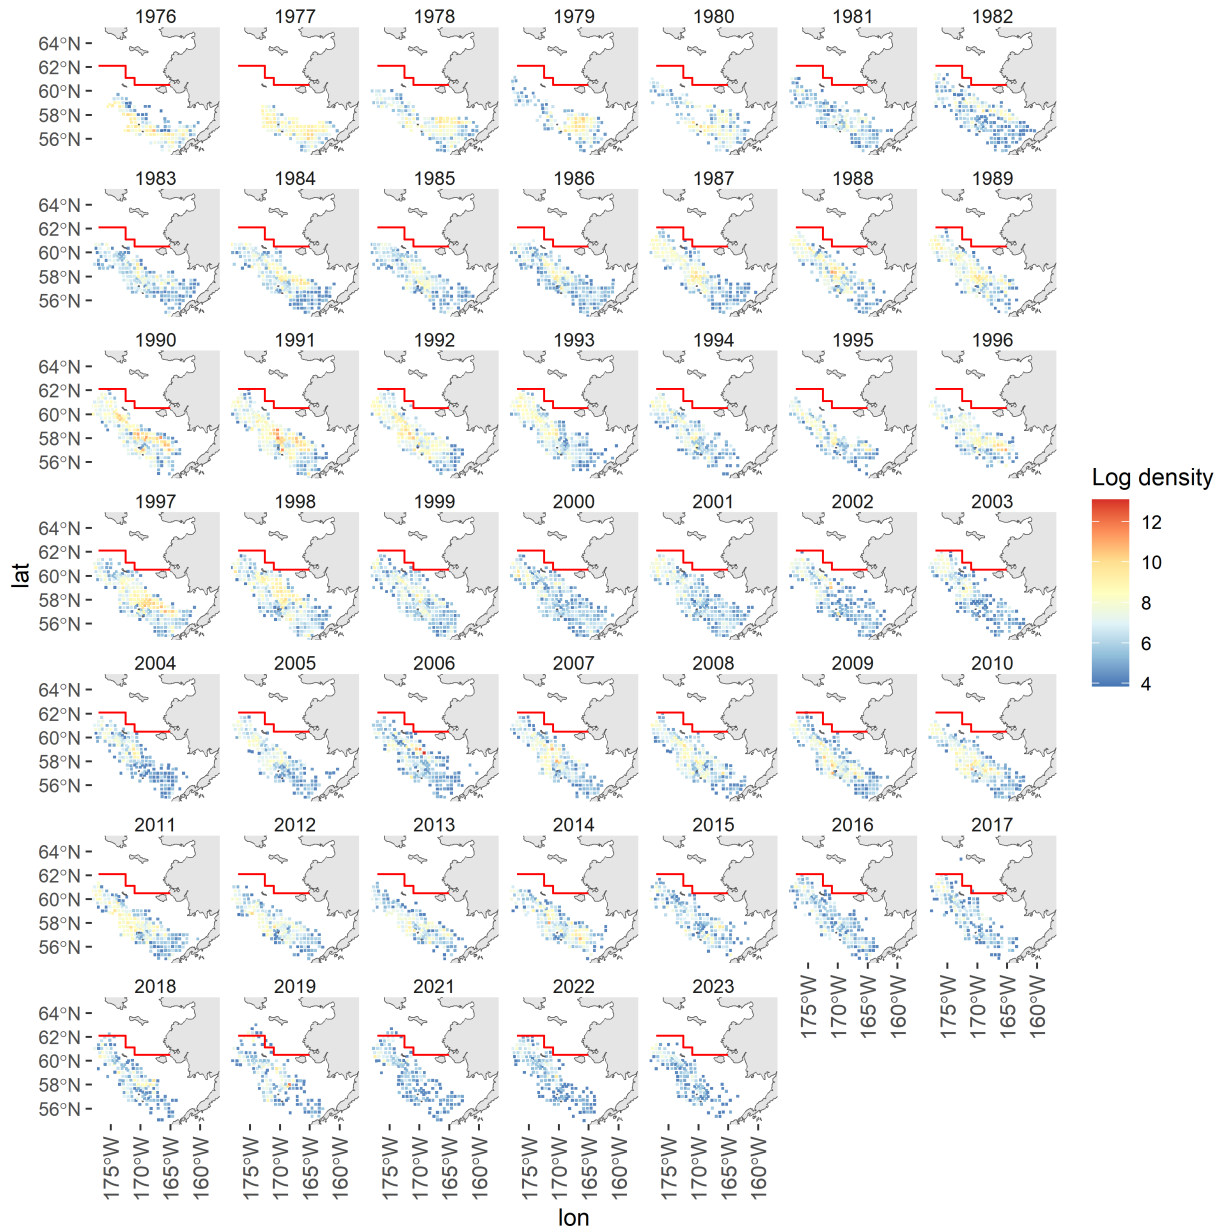 1976 1977 1978 1979 1980 1981 1982
64°N
62°N
60°N
58°N
56°N
1983 1984 1985 1986 1987 1988 1989
64°N
62°N
60°N
58°N
56°N
1990 1991 1992 1993 1994 1995 1996
64°N
62°N
60°N
58°N
56°N
Log density
12
10
8
6
4
1997 1998 1999 2000 2001 2002 2003
64°N
62°N
60°N
58°N
56°N
lat
2004 2005 2006 2007 2008 2009 2010
64°N
62°N
60°N
58°N
56°N
2011 2012 2013 2014 2015 2016 2017
64°N
62°N
60°N
58°N
56°N
175°W 170°W 165°W 160°W 175°W 170°W 165°W 160°W
2018 2019 2021 2022 2023
64°N
62°N
60°N
58°N
56°N
175°W 170°W 165°W 160°W 175°W 170°W 165°W 160°W 175°W 170°W 165°W 160°W 175°W 170°W 165°W 160°W 175°W 170°W 165°W 160°W
lon